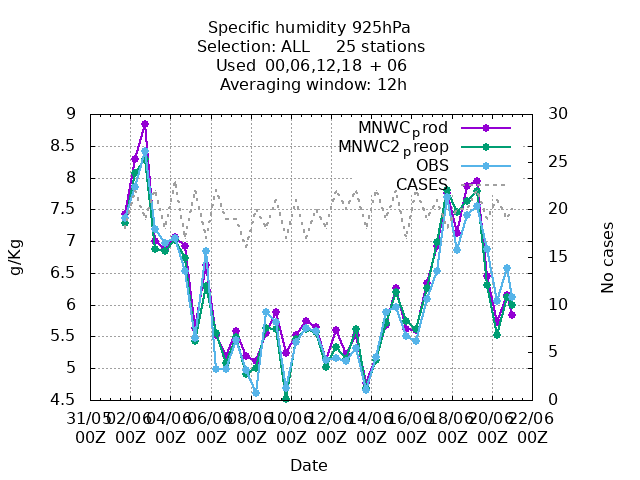 Specific humidity 925hPa
Selection: ALL 25 stations
Used 00,06,12,18 + 06
Averaging window: 12h
9
8.5
8
7.5
7
6.5
6
5.5
5
4.5
g/Kg
30
25
20
15
10
5
0
No cases
MNWCprod
MNWC2preop
OBS
CASES
31/05 02/06 04/06 06/06 08/06 10/06 12/06 14/06 16/06 18/06 20/06 22/06
00Z 00Z 00Z 00Z 00Z 00Z 00Z 00Z 00Z 00Z 00Z 00Z
Date